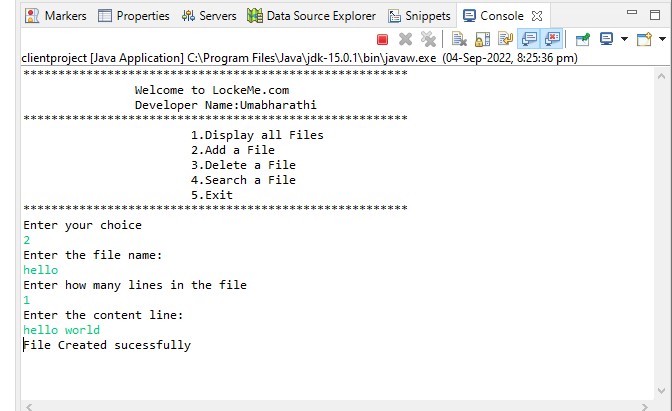 Markers Properties Servers Data Source Explorer Snippets Console
clientproject [Java Application] C:\Program Files\Java\jdk-15.0.1\bin\javaw.exe (04-Sep-2022, 8:25:36 pm)
*******************************************************
Welcome to LockeMe.com
Developer Name:Umabharathi
*******************************************************
1.Display all Files
2.Add a File
3.Delete a File
4.Search a File
5.Exit
*******************************************************
Enter your choice
2
Enter the file name:
hello
Enter how many lines in the file
1
Enter the content line:
hello world
File Created sucessfully